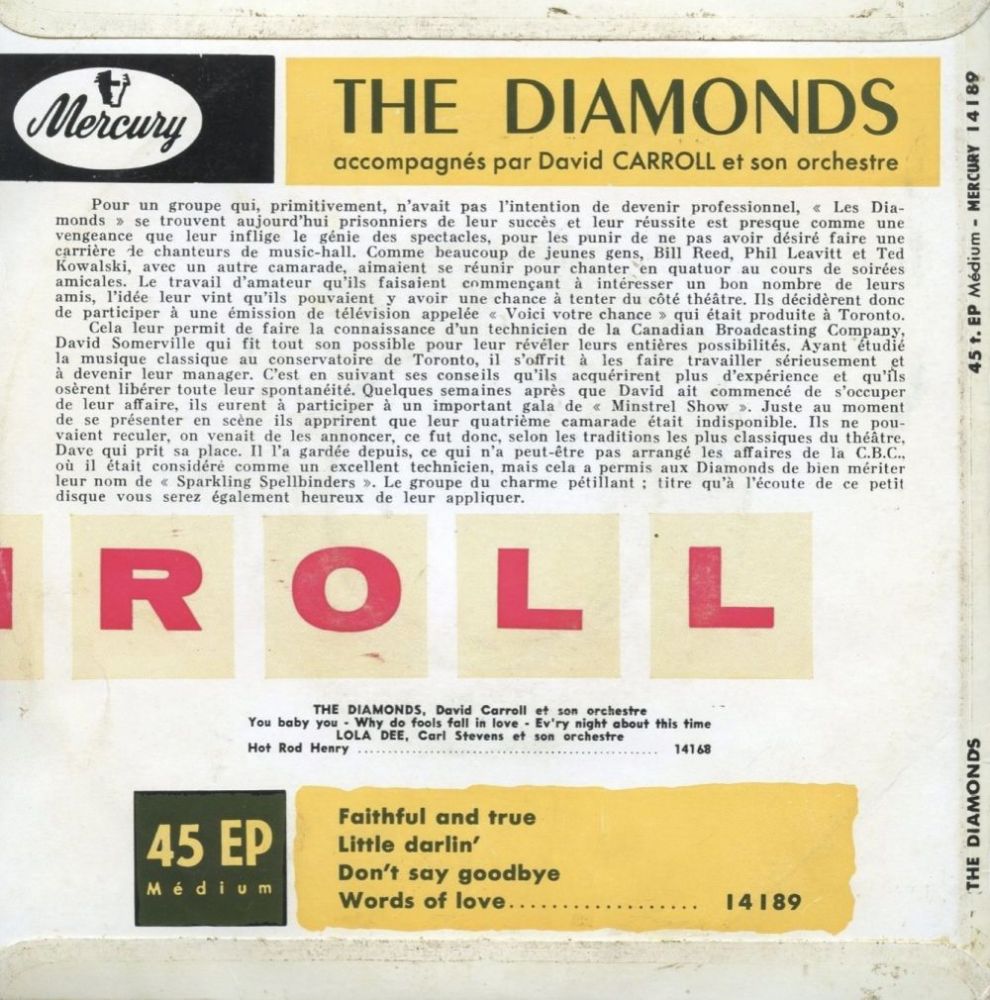 Mercury
THE DIAMONDS
accompagnés par David CARROLL et son orchestre
Pour un groupe qui, primitivement, n'avait pas l'intention de devenir professionnel, « Les Dia-
monds » se trouvent aujourd'hui prisonniers de leur succès et leur réussite est presque comme une
vengeance que leur inflige le génie des spectacles, pour les punir de ne pas avoir désiré faire une
carrière de chanteurs de music-hall. Comme beaucoup de jeunes gens, Bill Reed, Phil Leavitt et Ted
Kowalski, avec un autre camarade, aimaient se réunir pour chanter en quatuor au cours de soirées
amicales. Le travail d'amateur qu'ils faisaient commençant à intéresser un bon nombre de leurs
amis, l'idée leur vint qu'ils pouvaient y avoir une chance à tenter du côté théâtre. Ils décidèrent donc
de participer à une émission de télévision appelée « Voici votre chance » qui était produite à Toronto.
Cela leur permit de faire la connaissance d'un technicien de la Canadian Broadcasting Company,
David Somerville qui fit tout son possible pour leur révéler leurs entières possibilités. Ayant étudié
la musique classique au conservatoire de Toronto, il s'offrit à les faire travailler sérieusement et
à devenir leur manager. C'est en suivant ses conseils qu'ils acquérirent plus d'expérience et qu'ils
osèrent libérer toute leur spontanéité. Quelques semaines après que David ait commencé de s'occuper
de leur affaire, ils eurent à participer à un important gala de « Minstrel Show ». Juste au moment
de se présenter en scène ils apprirent que leur quatrième camarade était indisponible. Ils ne pou-
vaient reculer, on venait de les annoncer, ce fut donc, selon les traditions les plus classiques du théâtre,
Dave qui prit sa place. Il l'a gardée depuis, ce qui n'a peut-être pas arrangé les affaires de la C.B.C.,
où il était considéré comme un excellent technicien, mais cela a permis aux Diamonds de bien mériter
leur nom de « Sparkling Spellbinders ». Le groupe du charme pétillant ; titre qu'à l'écoute de ce petit
disque vous serez également heureux de leur appliquer.
ROLL
THE DIAMONDS, David Carroll et son orchestre
You baby you - Why do fools fall in love - Ev'ry night about this time
LOLA DEE, Carl Stevens et son orchestre
Hot Rod Henry ........................................ 14168
45 EP
Médium
Faithful and true
Little darlin'
Don't say goodbye
Words of love.................. 14189
45 t. EP Médium - MERCURY 14189
THE DIAMONDS